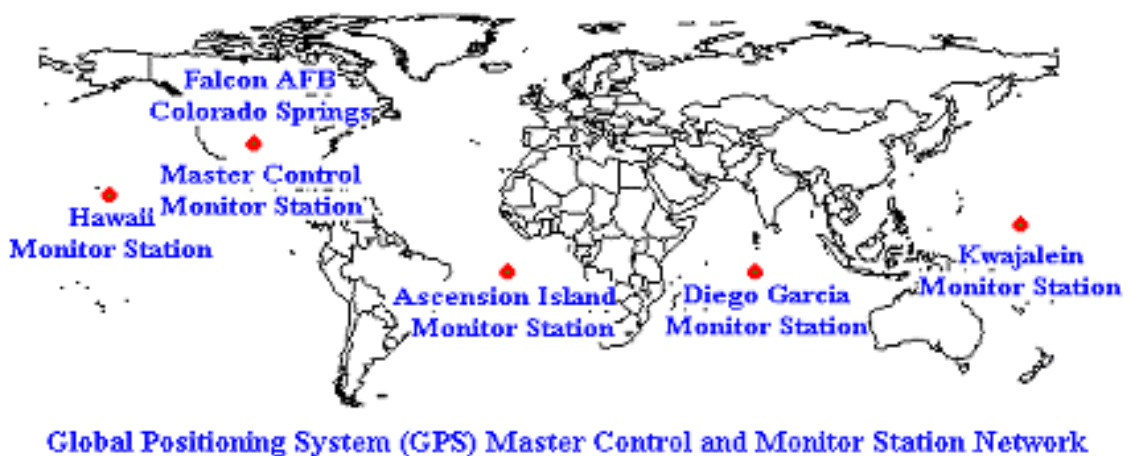 Falcon AFB
Colorado Springs
Master Control
Monitor Station
Hawaii
Monitor Station
Ascension Island
Monitor Station
Diego Garcia
Monitor Station
Kwajalein
Monitor Station
Global Positioning System (GPS) Master Control and Monitor Station Network